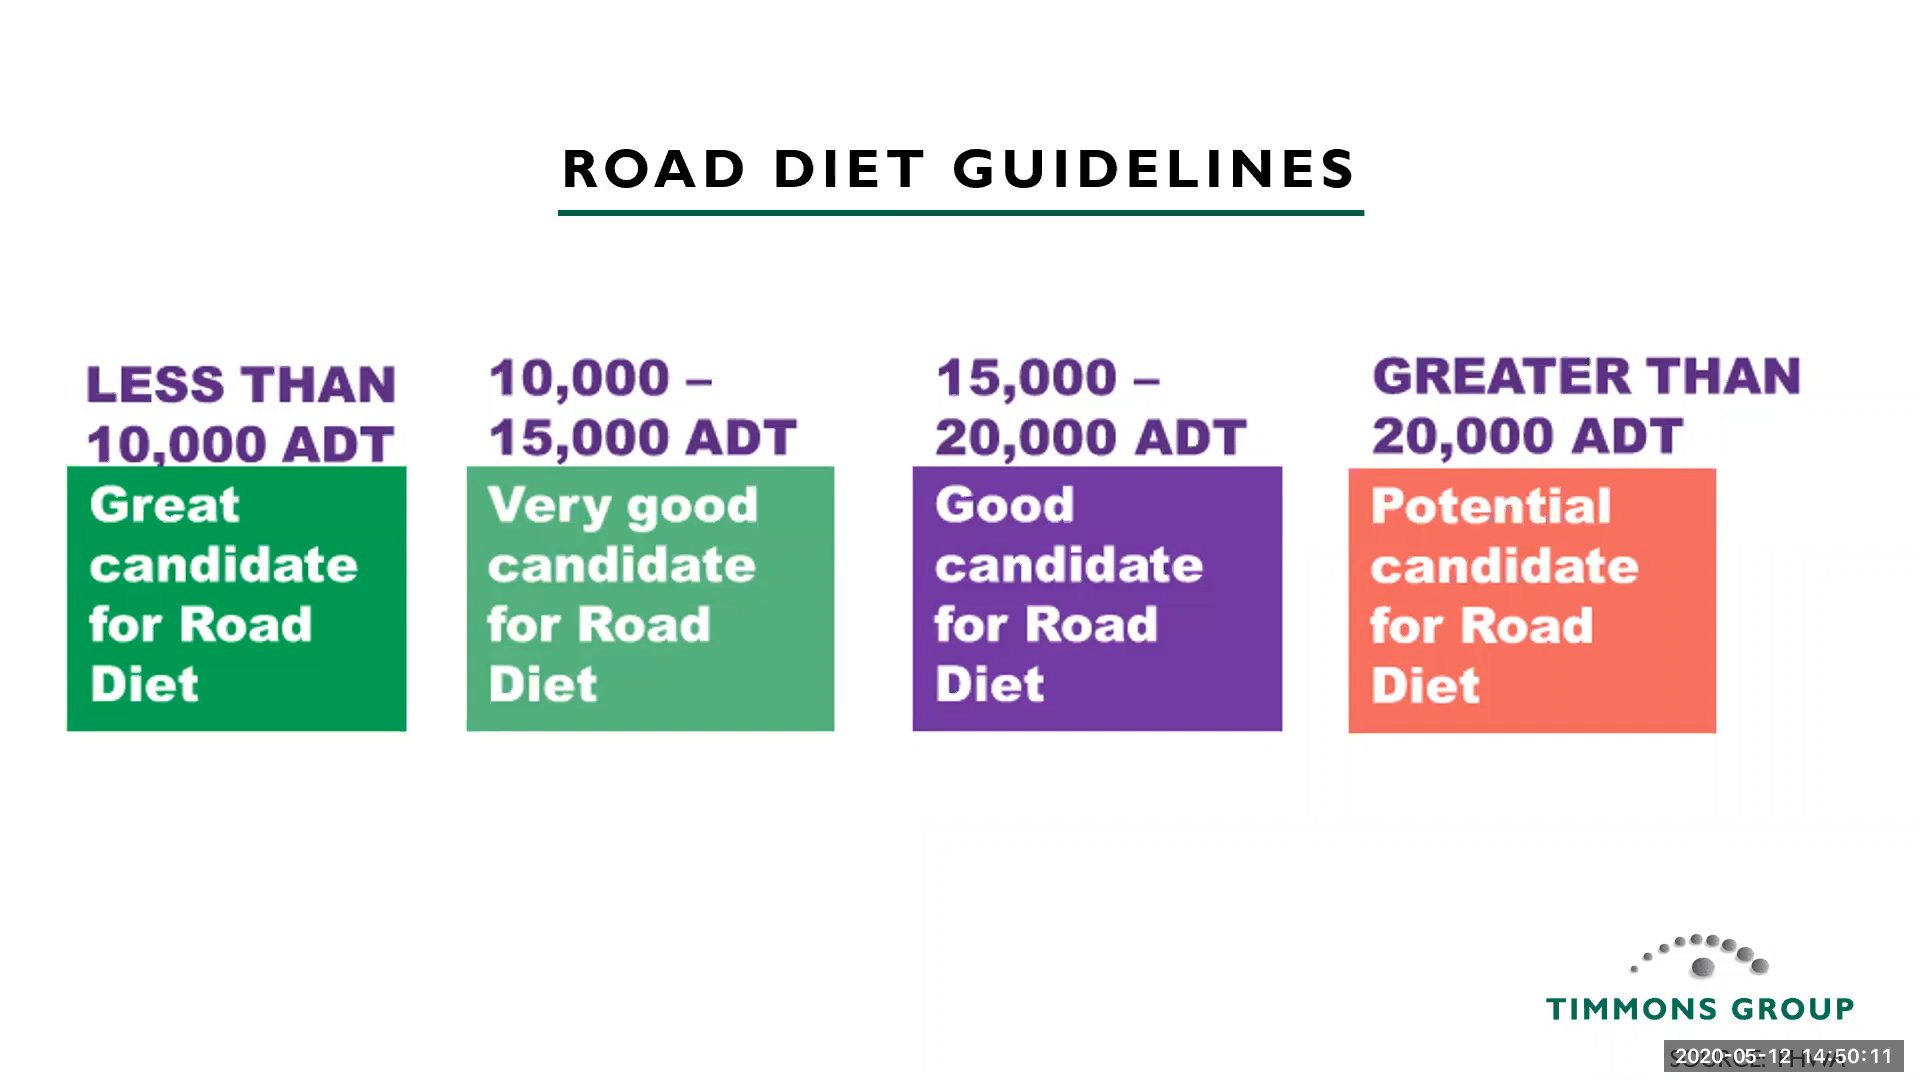 ROAD DIET GUIDELINES
LESS THAN
10,000 ADT
Great
candidate
for Road
Diet
10,000 –
15,000 ADT
Very good
candidate
for Road
Diet
15,000 –
20,000 ADT
Good
candidate
for Road
Diet
GREATER THAN
20,000 ADT
Potential
candidate
for Road
Diet
TIMMONS GROUP
SOURCE: FHWA
2020-05-12 14:50:11